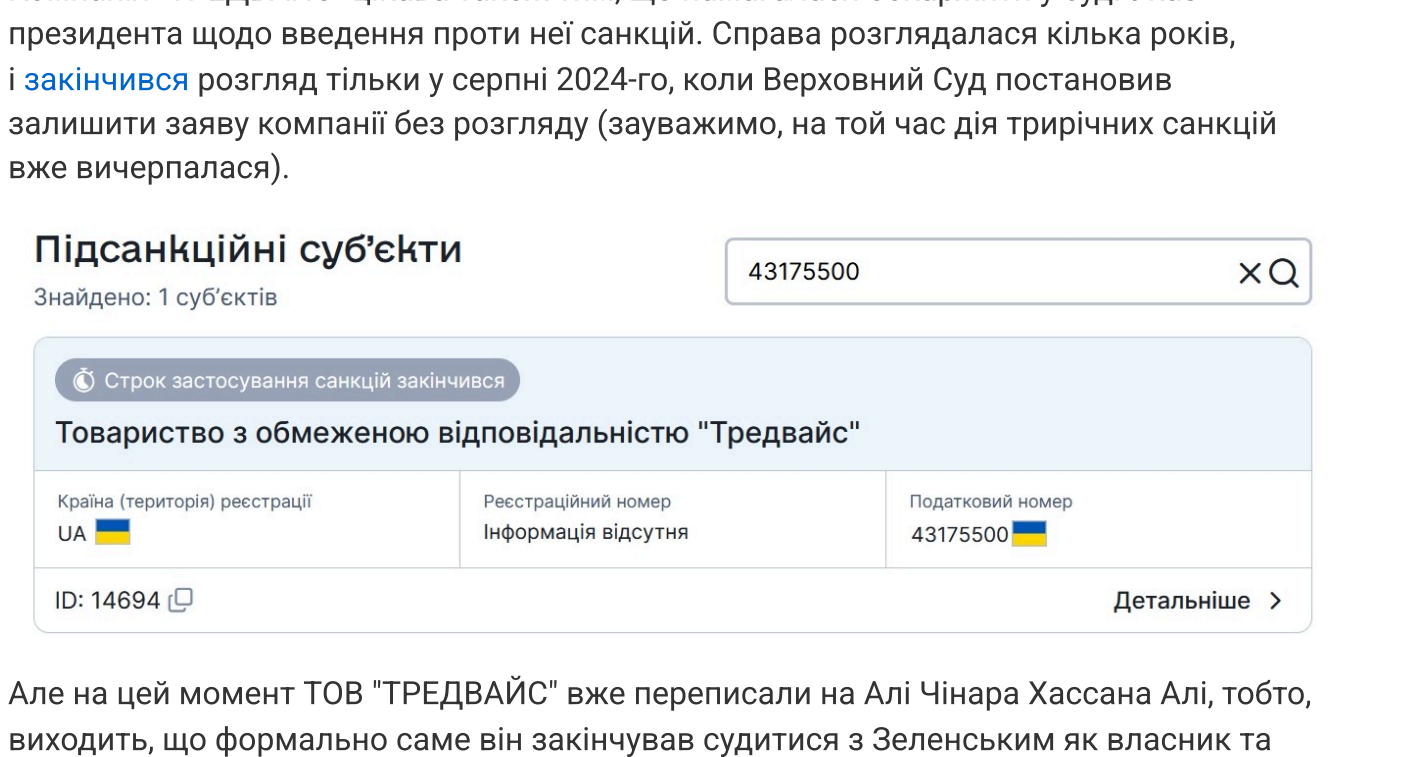 президента щодо введення проти неї санкцій. Справа розглядалася кілька років,
і закінчився розгляд тільки у серпні 2024-го, коли Верховний Суд постановив
залишити заяву компанії без розгляду (зауважимо, на той час дія трирічних санкцій
вже вичерпалася).
Підсанкційні суб’єкти
43175500
Знайдено: 1 суб’єктів
Строк застосування санкцій закінчився
Товариство з обмеженою відповідальністю "Тредвайс"
Країна (територія) реєстрації
UA
Реєстраційний номер
Інформація відсутня
Податковий номер
43175500
ID: 14694
Детальніше
Але на цей момент ТОВ "ТРЕДВАЙС" вже переписали на Алі Чінара Хассана Алі, тобто,
виходить, що формально саме він закінчував судитися з Зеленським як власник та